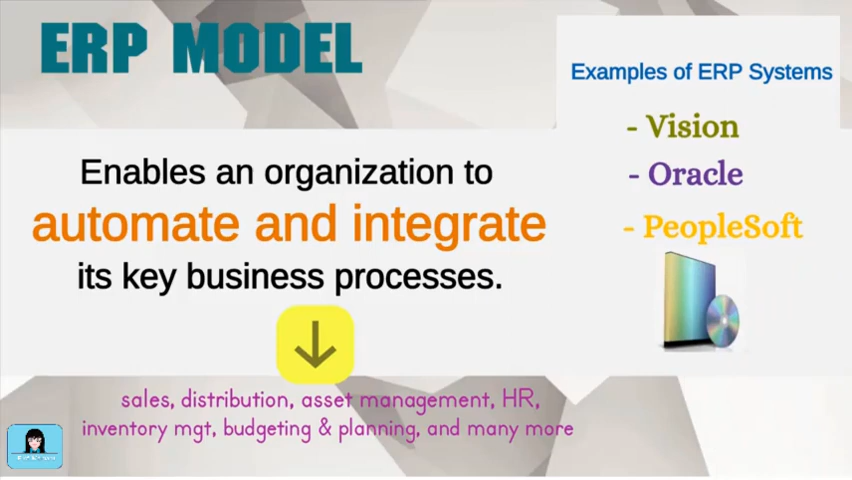 ERP MODEL
Enables an organization to
automate and integrate
its key business processes.
sales, distribution, asset management, HR,
inventory mgt, budgeting & planning, and many more
Examples of ERP Systems
- Vision
- Oracle
- PeopleSoft